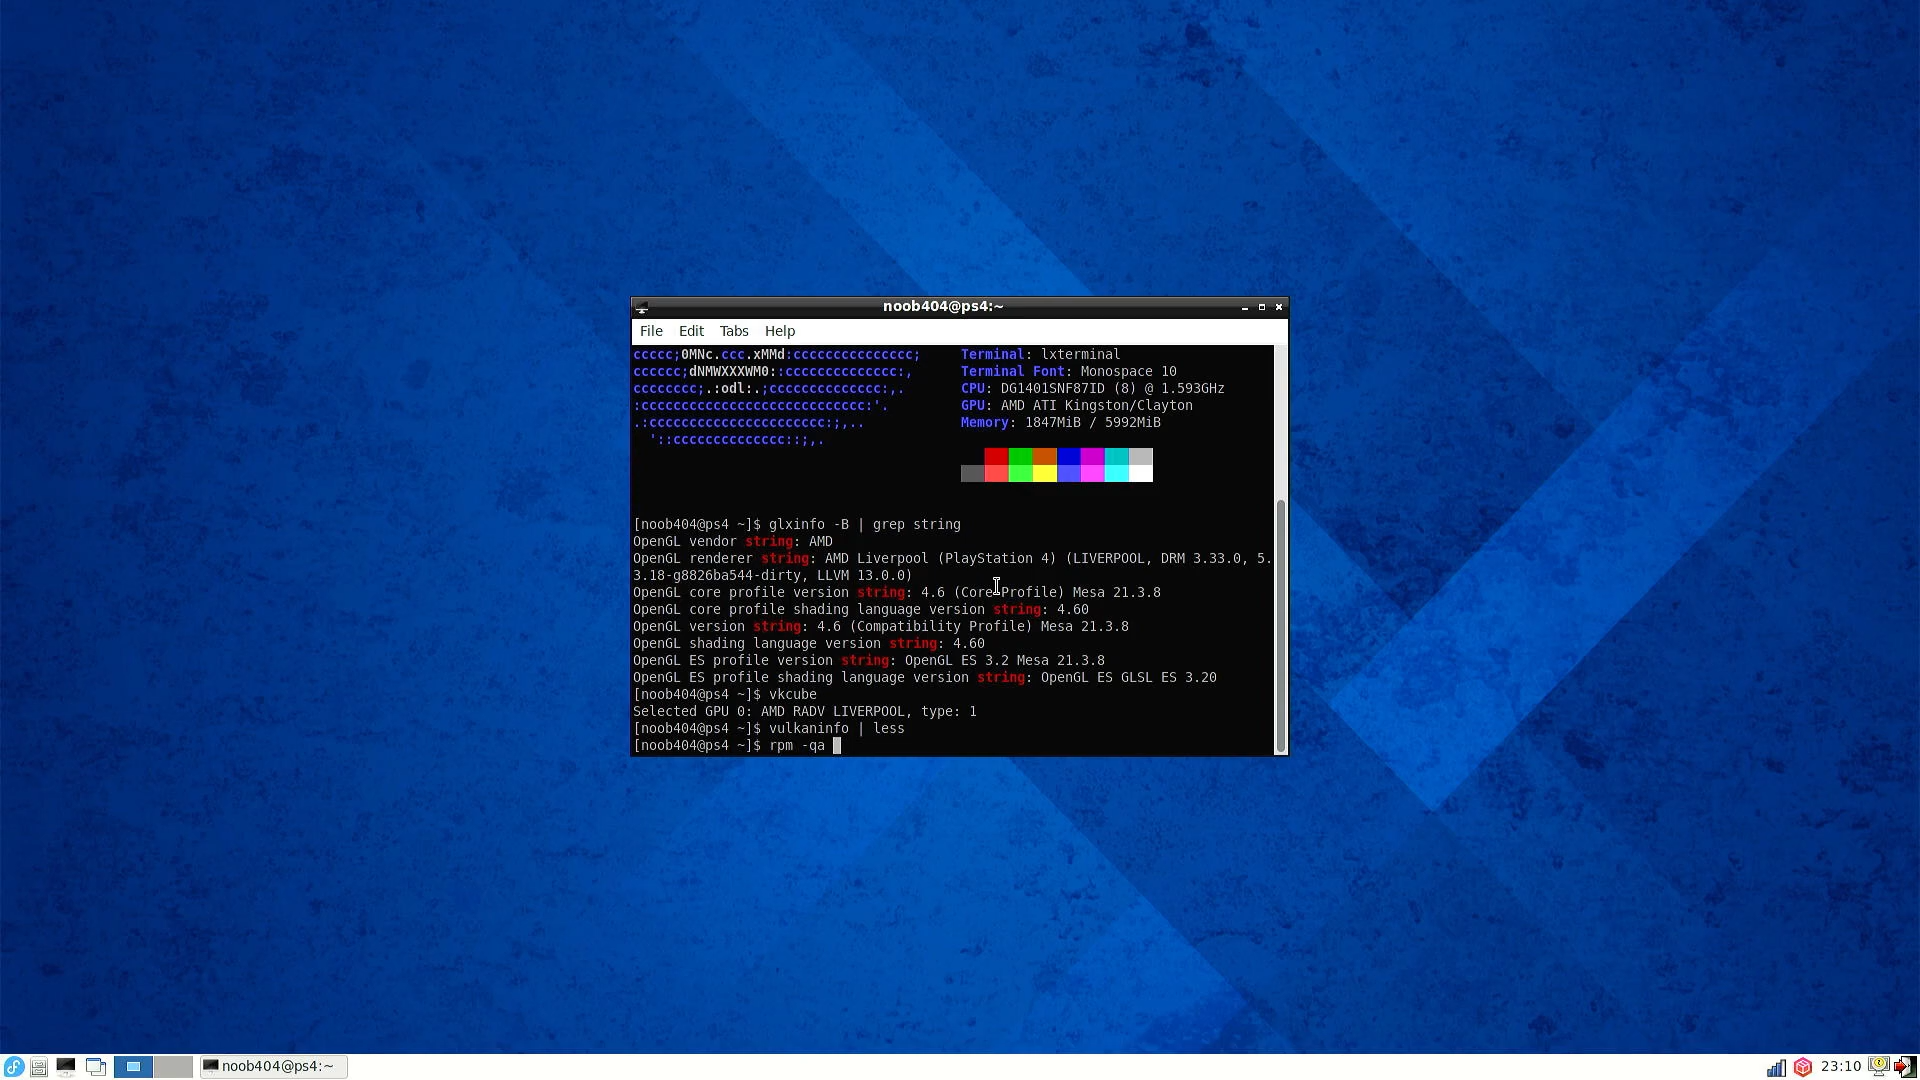 noob404@ps4:~
File Edit Tabs Help
ccccc;0MNc.ccc.xMMd:ccccccccccccccc; Terminal: lxterminal
cccccc;dNMWXXXWM0::cccccccccccccc:, Terminal Font: Monospace 10
cccccccc;.:odl:.;cccccccccccccc:,. CPU: DG1401SNF87ID (8) @ 1.593GHz
:cccccccccccccccccccccccccccc:'. GPU: AMD ATI Kingston/Clayton
.:cccccccccccccccccccccc:;,.. Memory: 1847MiB / 5992MiB
'::cccccccccccccc::;,.
[noob404@ps4 ~]$ glxinfo -B | grep string
OpenGL vendor string: AMD
OpenGL renderer string: AMD Liverpool (PlayStation 4) (LIVERPOOL, DRM 3.33.0, 5.
3.18-g8826ba544-dirty, LLVM 13.0.0)
OpenGL core profile version string: 4.6 (Core Profile) Mesa 21.3.8
OpenGL core profile shading language version string: 4.60
OpenGL version string: 4.6 (Compatibility Profile) Mesa 21.3.8
OpenGL shading language version string: 4.60
OpenGL ES profile version string: OpenGL ES 3.2 Mesa 21.3.8
OpenGL ES profile shading language version string: OpenGL ES GLSL ES 3.20
[noob404@ps4 ~]$ vkcube
Selected GPU 0: AMD RADV LIVERPOOL, type: 1
[noob404@ps4 ~]$ vulkaninfo | less
[noob404@ps4 ~]$ rpm -qa
noob404@ps4:~ 23:10